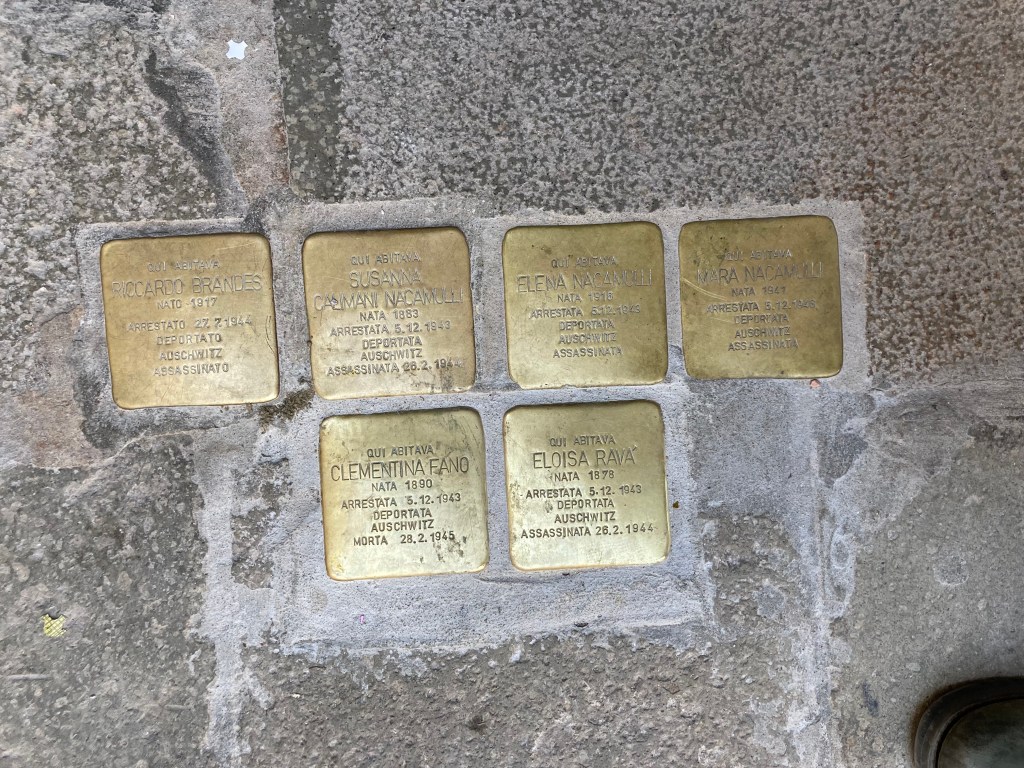 QUI ABITAVA
RICCARDO BRANDES
NATO 1917
ARRESTATO 27.7.1944
DEPORTATO
AUSCHWITZ
ASSASSINATO
QUI ABITAVA
SUSANNA
CALIMANI NACAMULLI
NATA 1883
ARRESTATA 5.12.1943
DEPORTATA
AUSCHWITZ
ASSASSINATA 26.2.1944
QUI ABITAVA
ELENA NACAMULLI
NATA
ARRESTATA 5.12.1943
DEPORTATA
AUSCHWITZ
ASSASSINATA
QUI ABITAVA
MARA NACAMULLI
NATA
ARRESTATA 5.12.1943
DEPORTATA
AUSCHWITZ
ASSASSINATA
QUI ABITAVA
CLEMENTINA FANO
NATA 1890
ARRESTATA 5.12.1943
DEPORTATA
AUSCHWITZ
MORTA 28.2.1945
QUI ABITAVA
ELOISA RAVA'
NATA 1878
ARRESTATA 5.12.1943
DEPORTATA
AUSCHWITZ
ASSASSINATA 26.2.1944